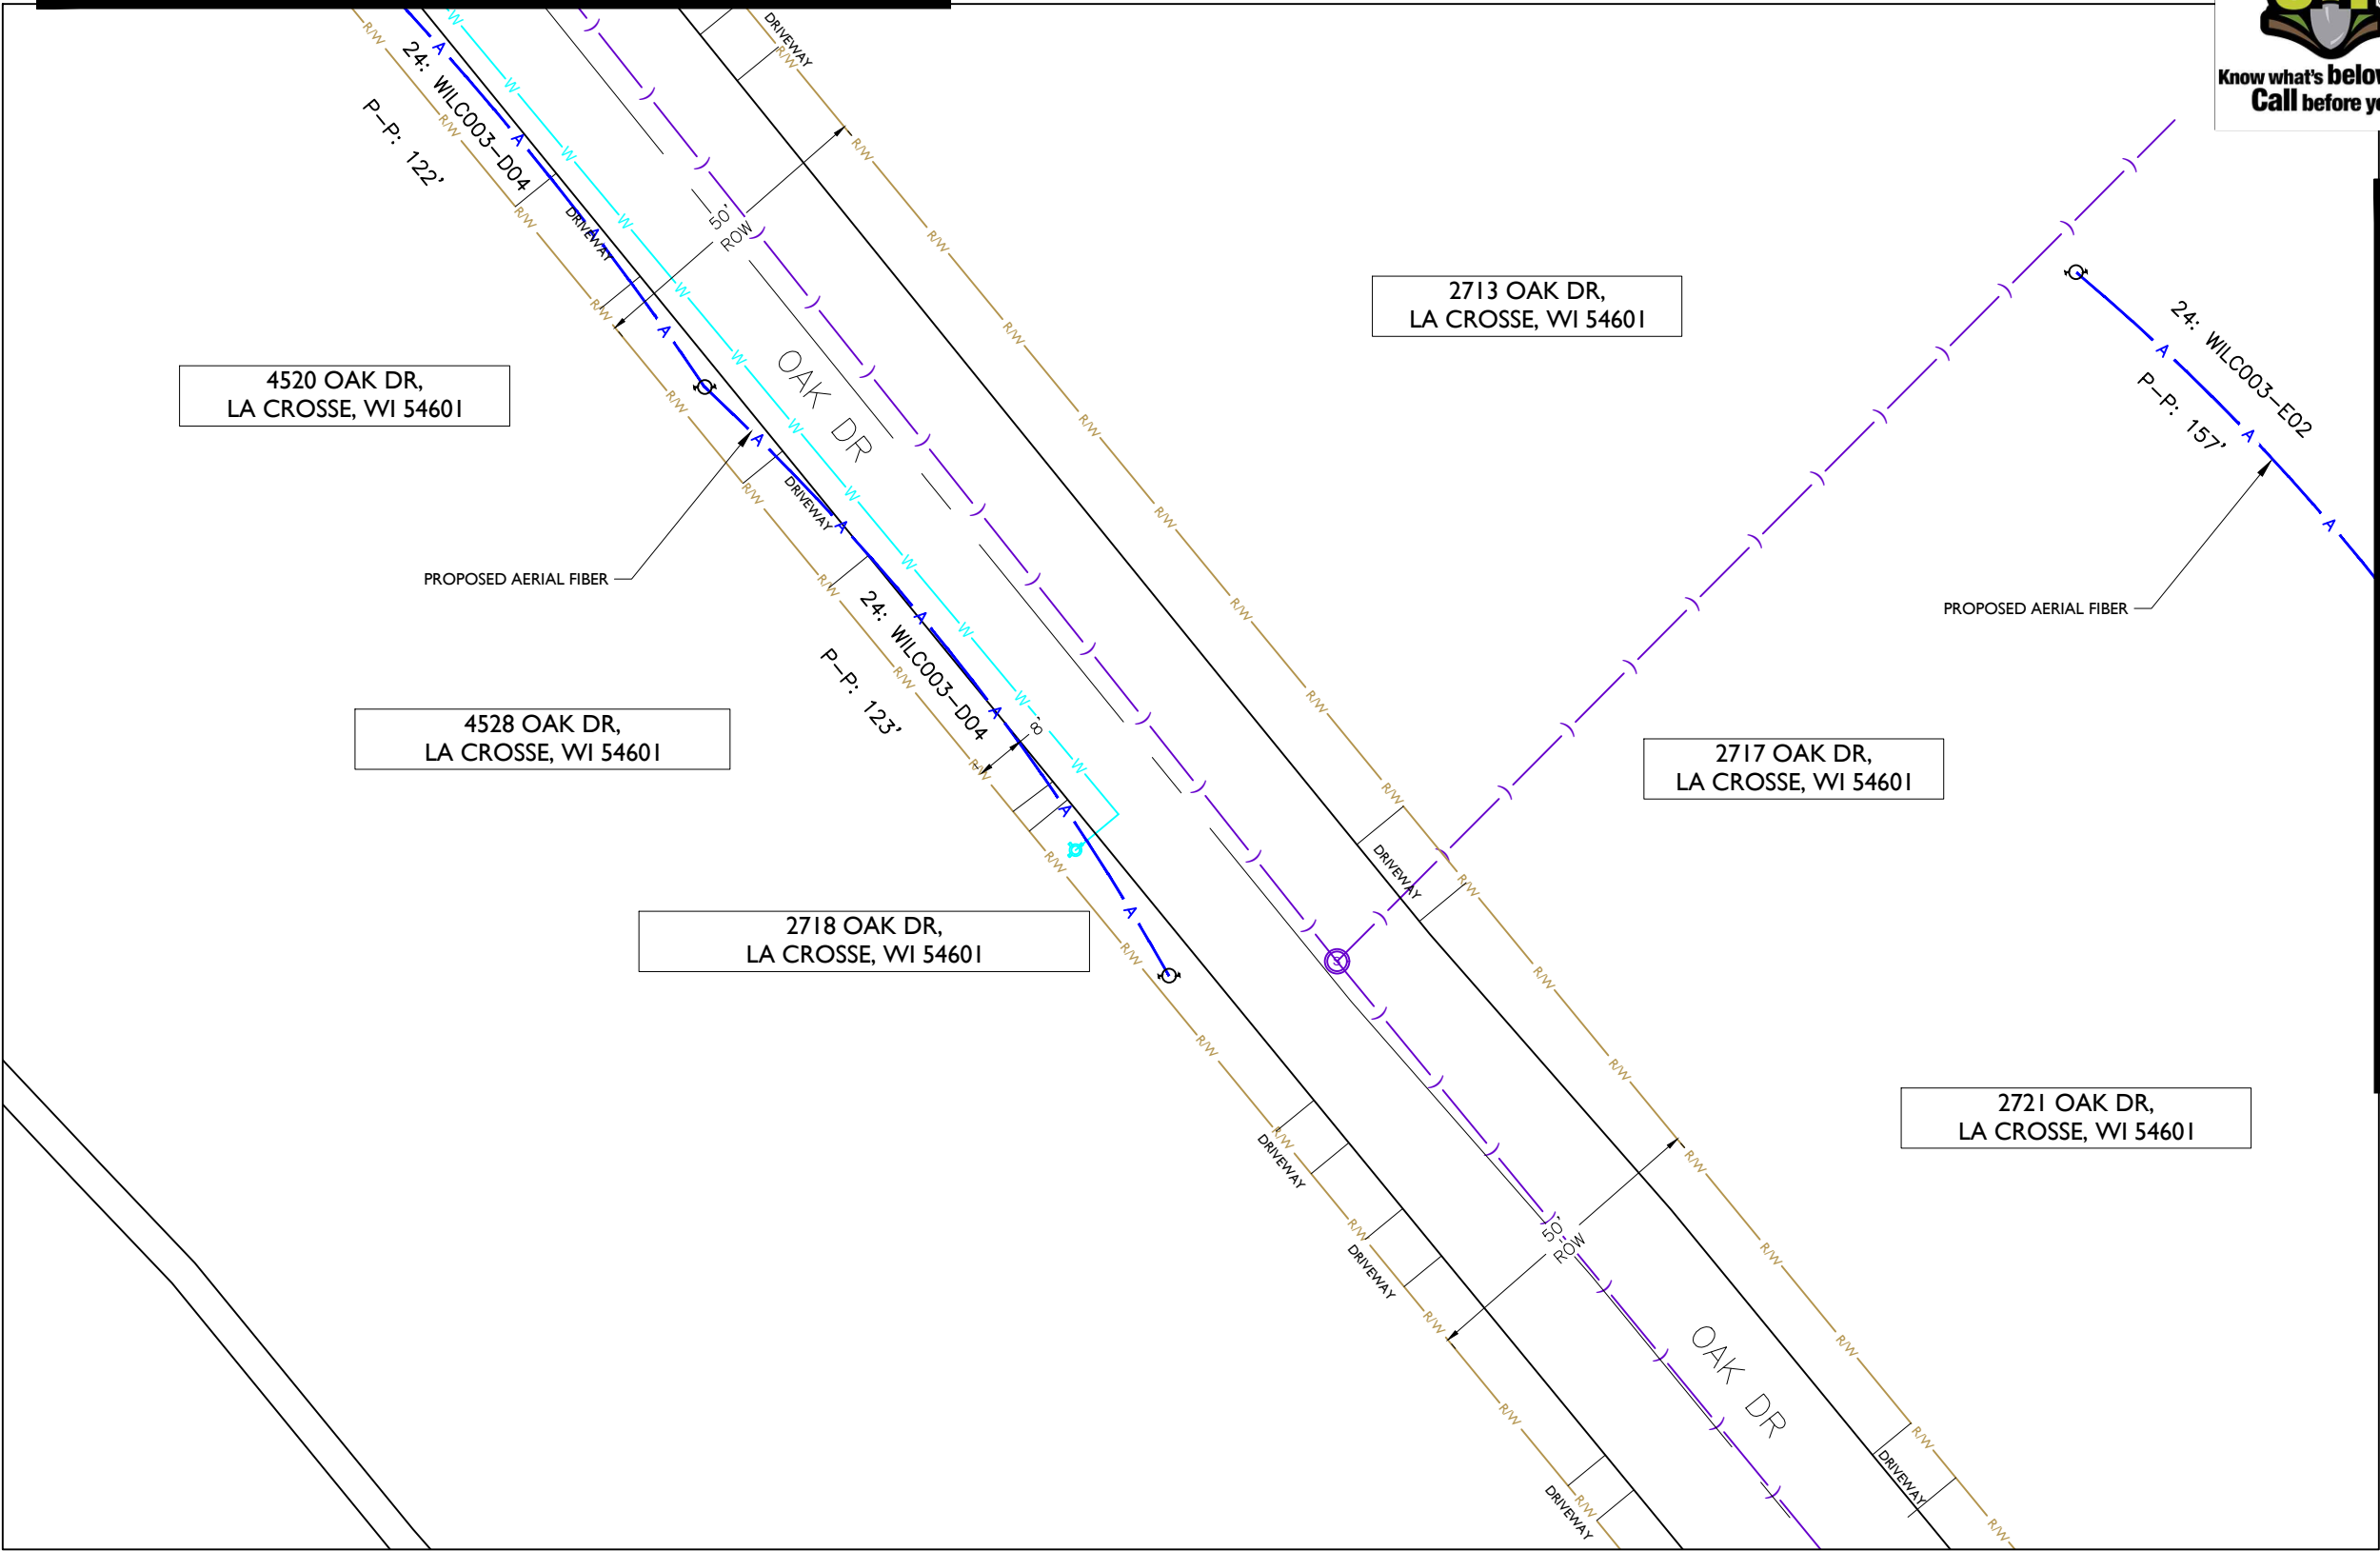 Know what's below
Call before yo
DRIVEWAY
24: WILC003-D04
P-P: 122'
DRIVEWAY
50'
ROW
2713 OAK DR,
LA CROSSE, WI 54601
24: WILC003-E02
P-P: 157'
4520 OAK DR,
LA CROSSE, WI 54601
OAK DR
DRIVEWAY
PROPOSED AERIAL FIBER
PROPOSED AERIAL FIBER
24: WILC003-D04
P-P: 123'
8'
4528 OAK DR,
LA CROSSE, WI 54601
2717 OAK DR,
LA CROSSE, WI 54601
DRIVEWAY
2718 OAK DR,
LA CROSSE, WI 54601
S
2721 OAK DR,
LA CROSSE, WI 54601
DRIVEWAY
DRIVEWAY
50'
ROW
OAK DR
DRIVEWAY
DRIVEWAY
R/W
A
W